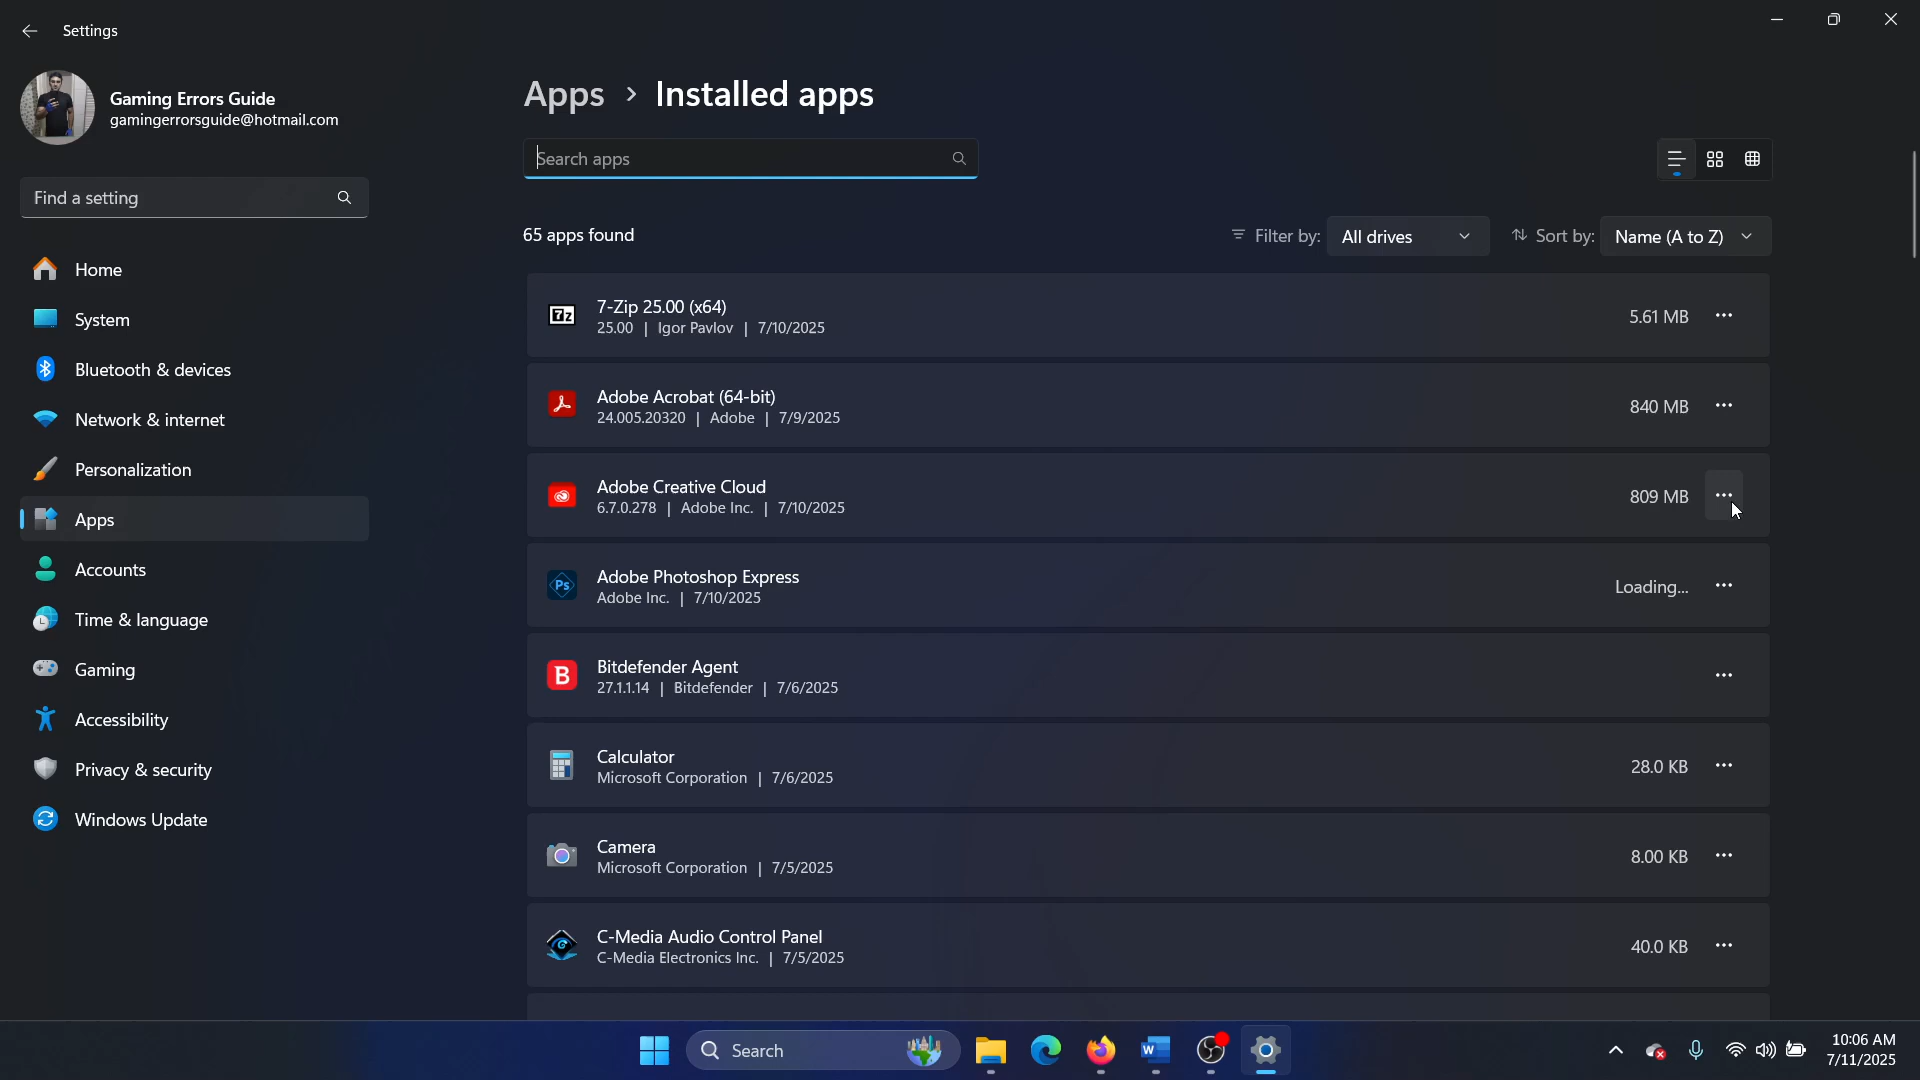 Settings
Gaming Errors Guide
gamingerrorsguide@hotmail.com
Find a setting
Home
System
Bluetooth & devices
Network & internet
Personalization
Apps
Accounts
Time & language
Gaming
Accessibility
Privacy & security
Windows Update
Apps > Installed apps
Search apps
65 apps found
Filter by: All drives
Sort by: Name (A to Z)
7-Zip 25.00 (x64)
25.00 | Igor Pavlov | 7/10/2025
5.61 MB
Adobe Acrobat (64-bit)
24.005.20320 | Adobe | 7/9/2025
840 MB
Adobe Creative Cloud
6.7.0.278 | Adobe Inc. | 7/10/2025
809 MB
Adobe Photoshop Express
Adobe Inc. | 7/10/2025
Loading...
Bitdefender Agent
27.1.1.14 | Bitdefender | 7/6/2025
Calculator
Microsoft Corporation | 7/6/2025
28.0 KB
Camera
Microsoft Corporation | 7/5/2025
8.00 KB
C-Media Audio Control Panel
C-Media Electronics Inc. | 7/5/2025
40.0 KB
Search
10:06 AM
7/11/2025